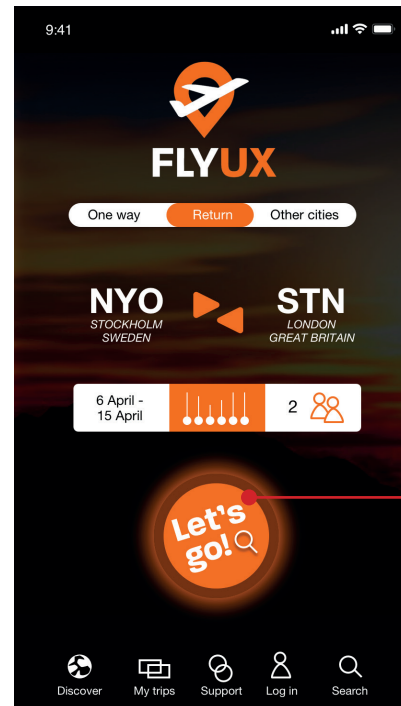 9:41
FLYUX
One way Return Other cities
NYO STN
STOCKHOLM LONDON
SWEDEN GREAT BRITAIN
6 April -
15 April
2
Let's
go!
Discover My trips Support Log in Search